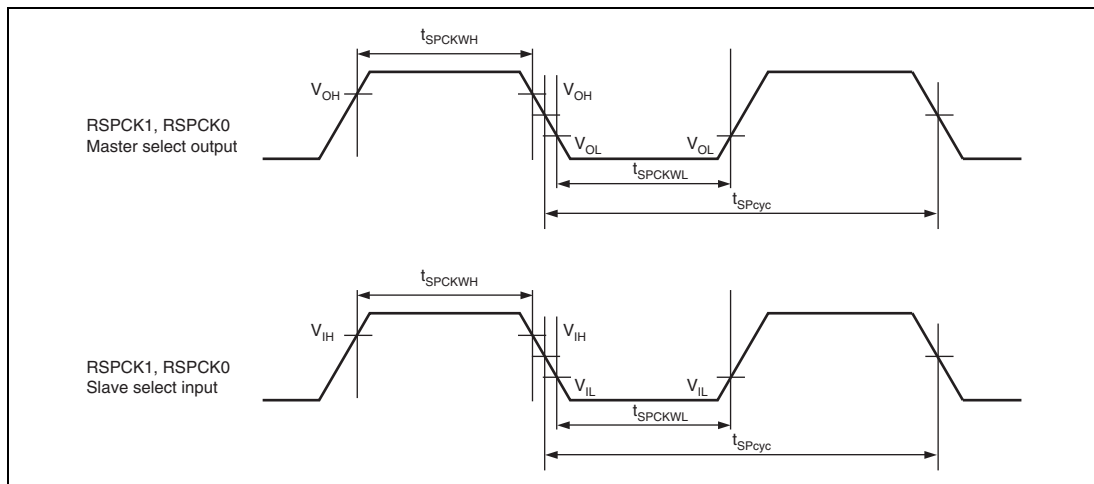 tSPCKWH
VOH
VOH
RSPCK1, RSPCK0
Master select output
VOL
VOL
tSPCKWL
tSPcyc
tSPCKWH
VIH
VIH
RSPCK1, RSPCK0
Slave select input
VIL
VIL
tSPCKWL
tSPcyc